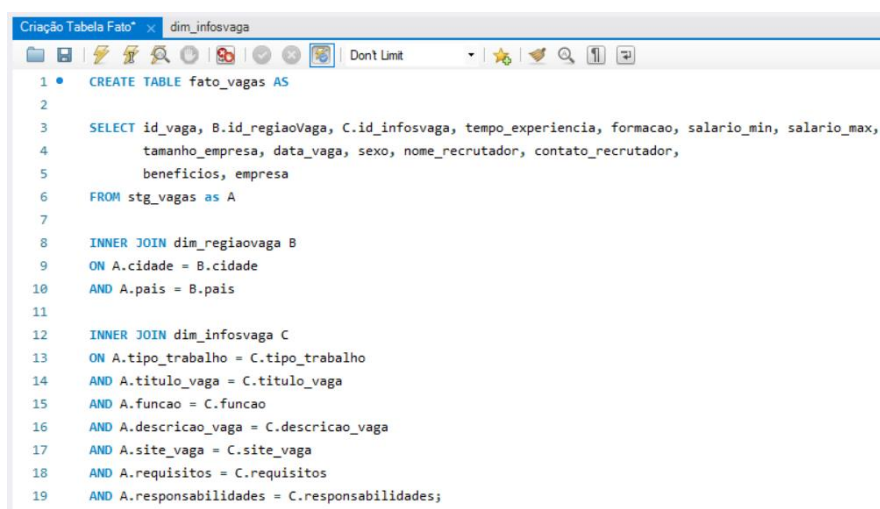 Criação Tabela Fato* × dim_infosvaga
Don't Limit
1 CREATE TABLE fato_vagas AS
2
3 SELECT id_vaga, B.id_regiaoVaga, C.id_infosvaga, tempo_experiencia, formacao, salario_min, salario_max,
4 tamanho_empresa, data_vaga, sexo, nome_recrutador, contato_recrutador,
5 beneficios, empresa
6 FROM stg_vagas as A
7
8 INNER JOIN dim_regiaovaga B
9 ON A.cidade = B.cidade
10 AND A.pais = B.pais
11
12 INNER JOIN dim_infosvaga C
13 ON A.tipo_trabalho = C.tipo_trabalho
14 AND A.titulo_vaga = C.titulo_vaga
15 AND A.funcao = C.funcao
16 AND A.descricao_vaga = C.descricao_vaga
17 AND A.site_vaga = C.site_vaga
18 AND A.requisitos = C.requisitos
19 AND A.responsabilidades = C.responsabilidades;